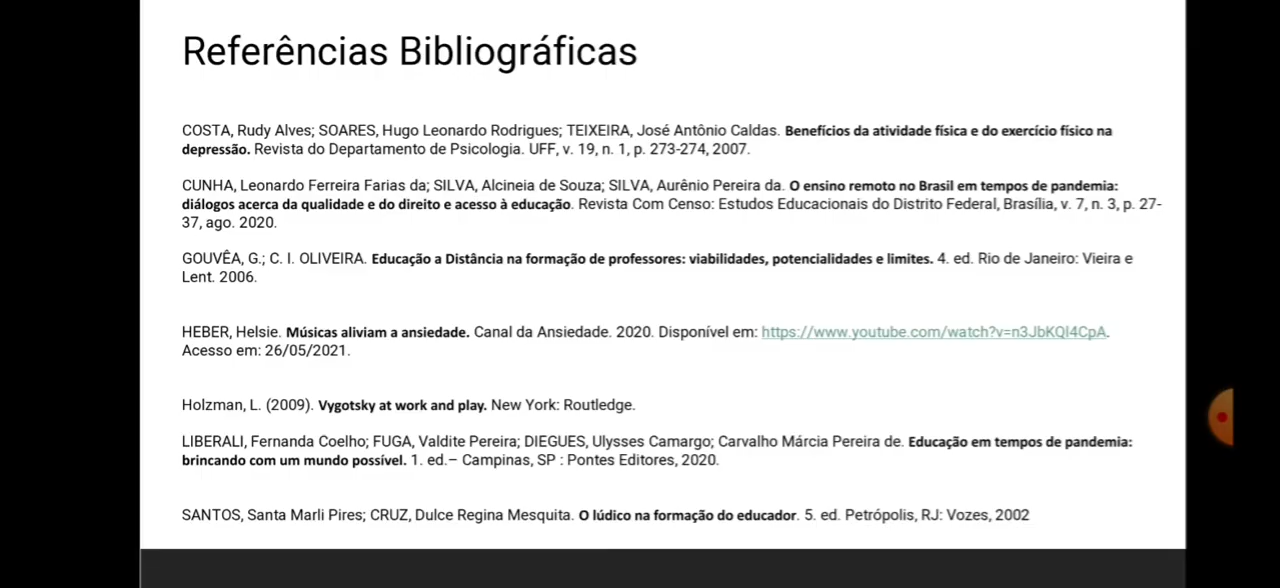 Referências Bibliográficas
COSTA, Rudy Alves; SOARES, Hugo Leonardo Rodrigues; TEIXEIRA, José Antônio Caldas. Benefícios da atividade física e do exercício físico na
depressão. Revista do Departamento de Psicologia. UFF, v. 19, n. 1, p. 273-274, 2007.
CUNHA, Leonardo Ferreira Farias da; SILVA, Alcineia de Souza; SILVA, Aurênio Pereira da. O ensino remoto no Brasil em tempos de pandemia:
diálogos acerca da qualidade e do direito e acesso à educação. Revista Com Censo: Estudos Educacionais do Distrito Federal, Brasília, v. 7, n. 3, p. 27-
37, ago. 2020.
GOUVÊA, G.; C. I. OLIVEIRA. Educação a Distância na formação de professores: viabilidades, potencialidades e limites. 4. ed. Rio de Janeiro: Vieira e
Lent. 2006.
HEBER, Helsie. Músicas aliviam a ansiedade. Canal da Ansiedade. 2020. Disponível em: https://www.youtube.com/watch?v=n3JbKQI4CpA.
Acesso em: 26/05/2021.
Holzman, L. (2009). Vygotsky at work and play. New York: Routledge.
LIBERALI, Fernanda Coelho; FUGA, Valdite Pereira; DIEGUES, Ulysses Camargo; Carvalho Márcia Pereira de. Educação em tempos de pandemia:
brincando com um mundo possível. 1. ed.– Campinas, SP : Pontes Editores, 2020.
SANTOS, Santa Marli Pires; CRUZ, Dulce Regina Mesquita. O lúdico na formação do educador. 5. ed. Petrópolis, RJ: Vozes, 2002